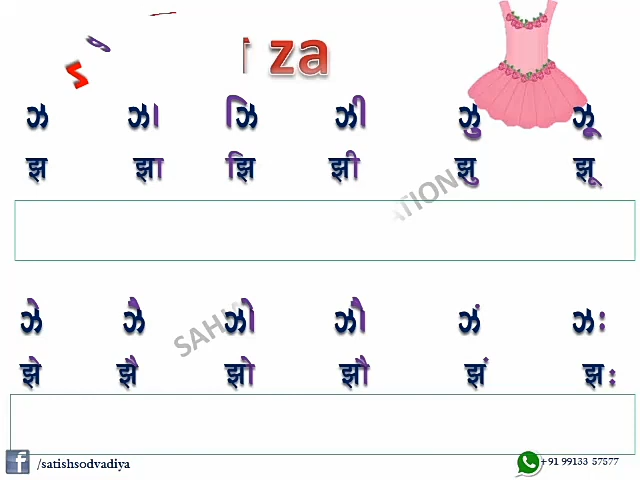 za
ઝ ઝા ઝિ ઝી ઝુ ઝૂ
झ झा झि झी झु झू
ઝે ઝૈ ઝો ઝૌ ઝં ઝઃ
झे झै झो झौ झं झः
/satishsodvadiya
+91 99133 57577